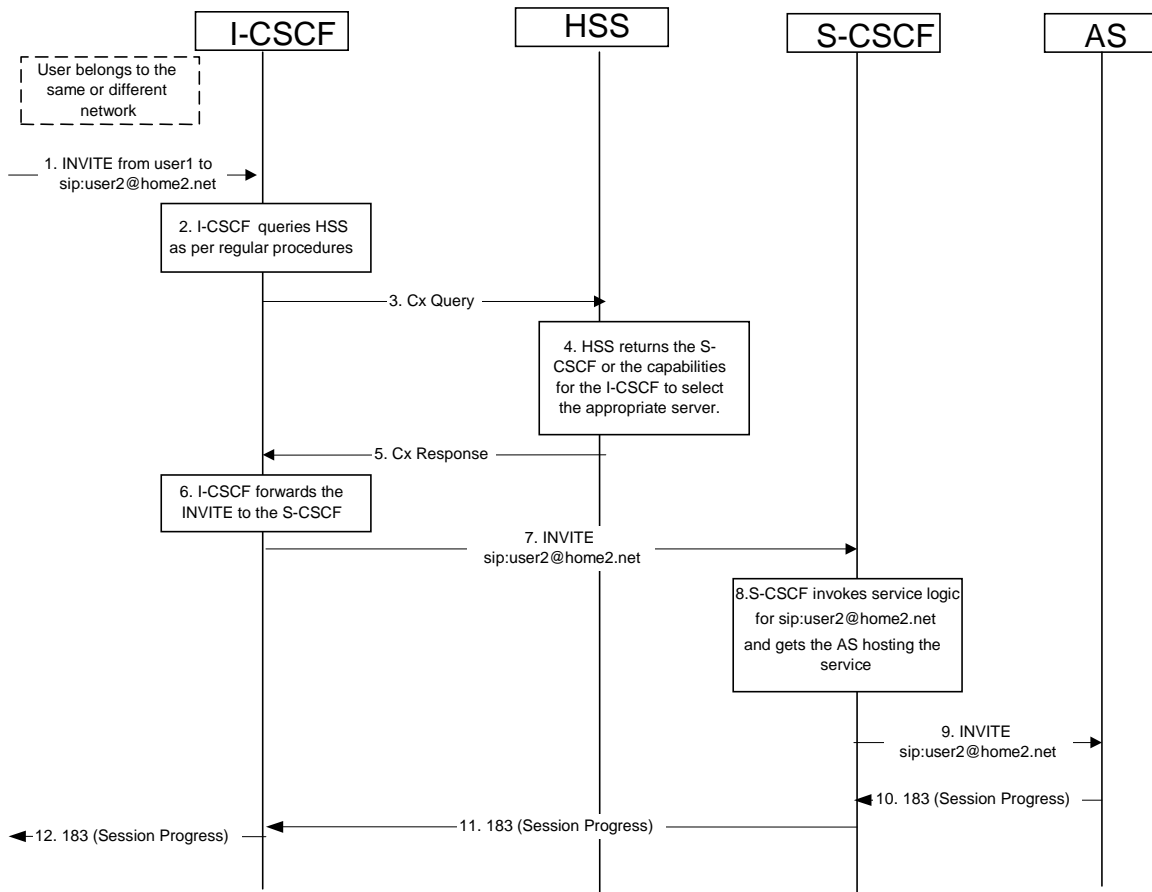 I-CSCF
HSS
S-CSCF
AS
User belongs to the
same or different
network
1. INVITE from user1 to
sip:user2@home2.net
2. I-CSCF queries HSS
as per regular procedures
3. Cx Query
4. HSS returns the S-
CSCF or the capabilities
for the I-CSCF to select
the appropriate server.
5. Cx Response
6. I-CSCF forwards the
INVITE to the S-CSCF
7. INVITE
sip:user2@home2.net
8.S-CSCF invokes service logic
for sip:user2@home2.net
and gets the AS hosting the
service
9. INVITE
sip:user2@home2.net
10. 183 (Session Progress)
11. 183 (Session Progress)
12. 183 (Session Progress)